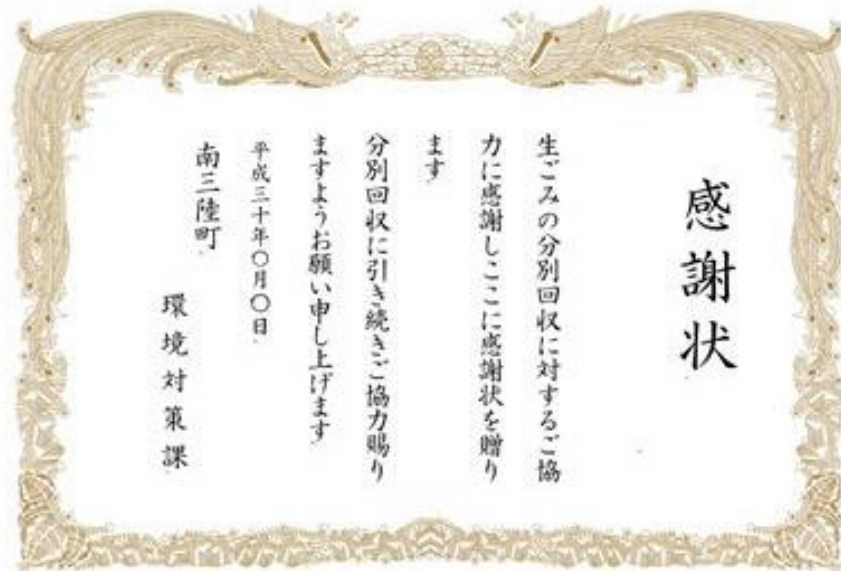 感謝状
生ごみの分別回収に対するご協
力に感謝しここに感謝状を贈り
ます
分別回収に引き続きご協力賜り
ますようお願い申し上げます
平成三十年〇月〇日
南三陸町
環境対策課